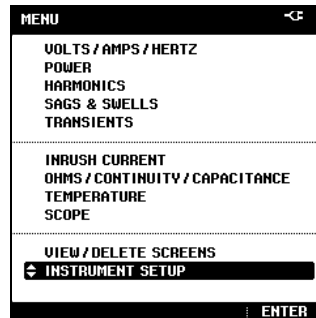 MENU
VOLTS/AMPS/HERTZ
POWER
HARMONICS
SAGS & SWELLS
TRANSIENTS
INRUSH CURRENT
OHMS/CONTINUITY/CAPACITANCE
TEMPERATURE
SCOPE
VIEW/DELETE SCREENS
INSTRUMENT SETUP
ENTER